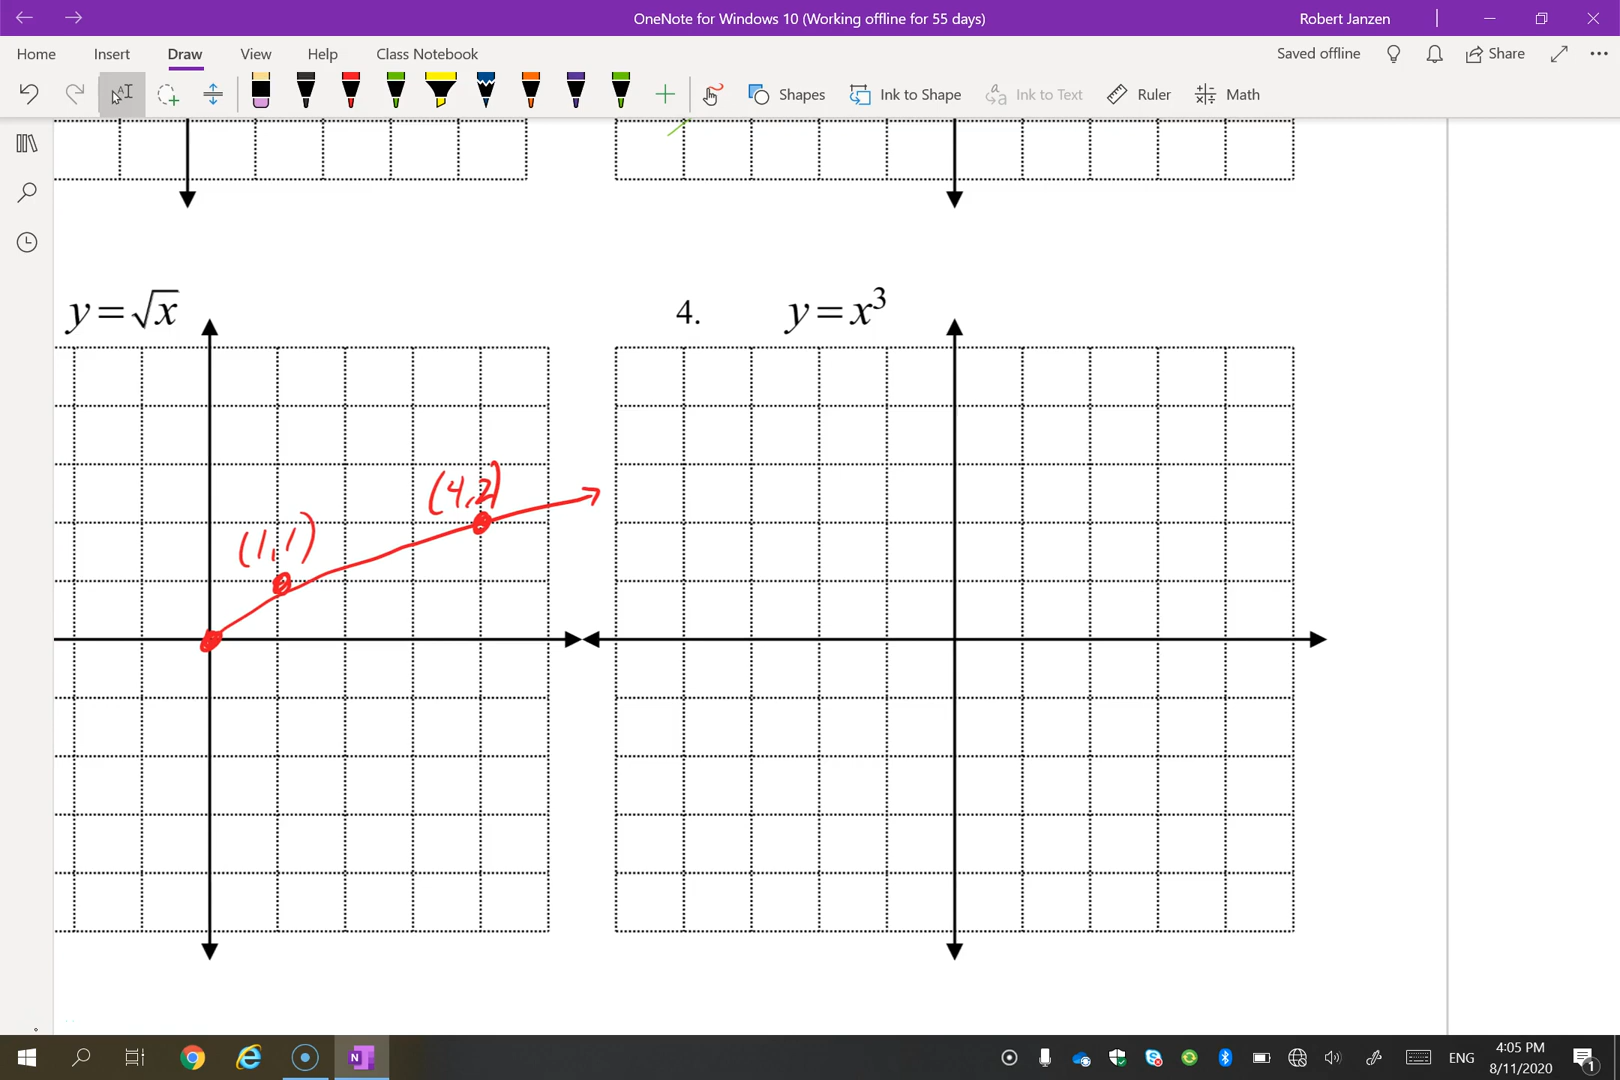 OneNote for Windows 10 (Working offline for 55 days)
Robert Janzen
Home Insert Draw View Help Class Notebook
Saved offline
Share
Shapes Ink to Shape Ink to Text Ruler Math
y=√x
4. y=x³
(4,2)
(1,1)
ENG
4:05 PM
8/11/2020
1